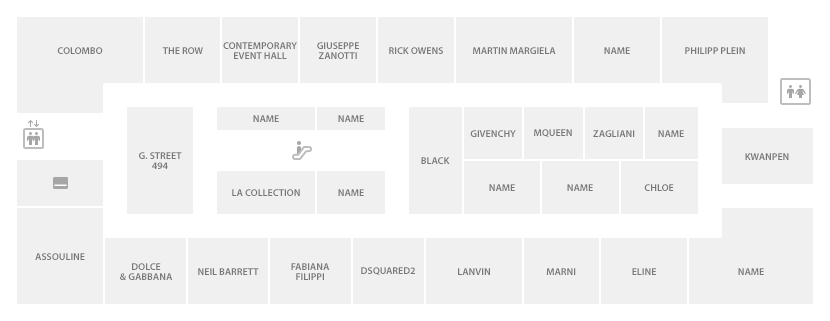 COLOMBO
THE ROW
CONTEMPORARY
EVENT HALL
GIUSEPPE
ZANOTTI
RICK OWENS
MARTIN MARGIELA
NAME
PHILIPP PLEIN
G. STREET
494
NAME
NAME
LA COLLECTION
NAME
BLACK
GIVENCHY
MQUEEN
ZAGLIANI
NAME
NAME
NAME
CHLOE
KWANPEN
ASSOULINE
DOLCE
& GABBANA
NEIL BARRETT
FABIANA
FILIPPI
DSQUARED2
LANVIN
MARNI
ELINE
NAME